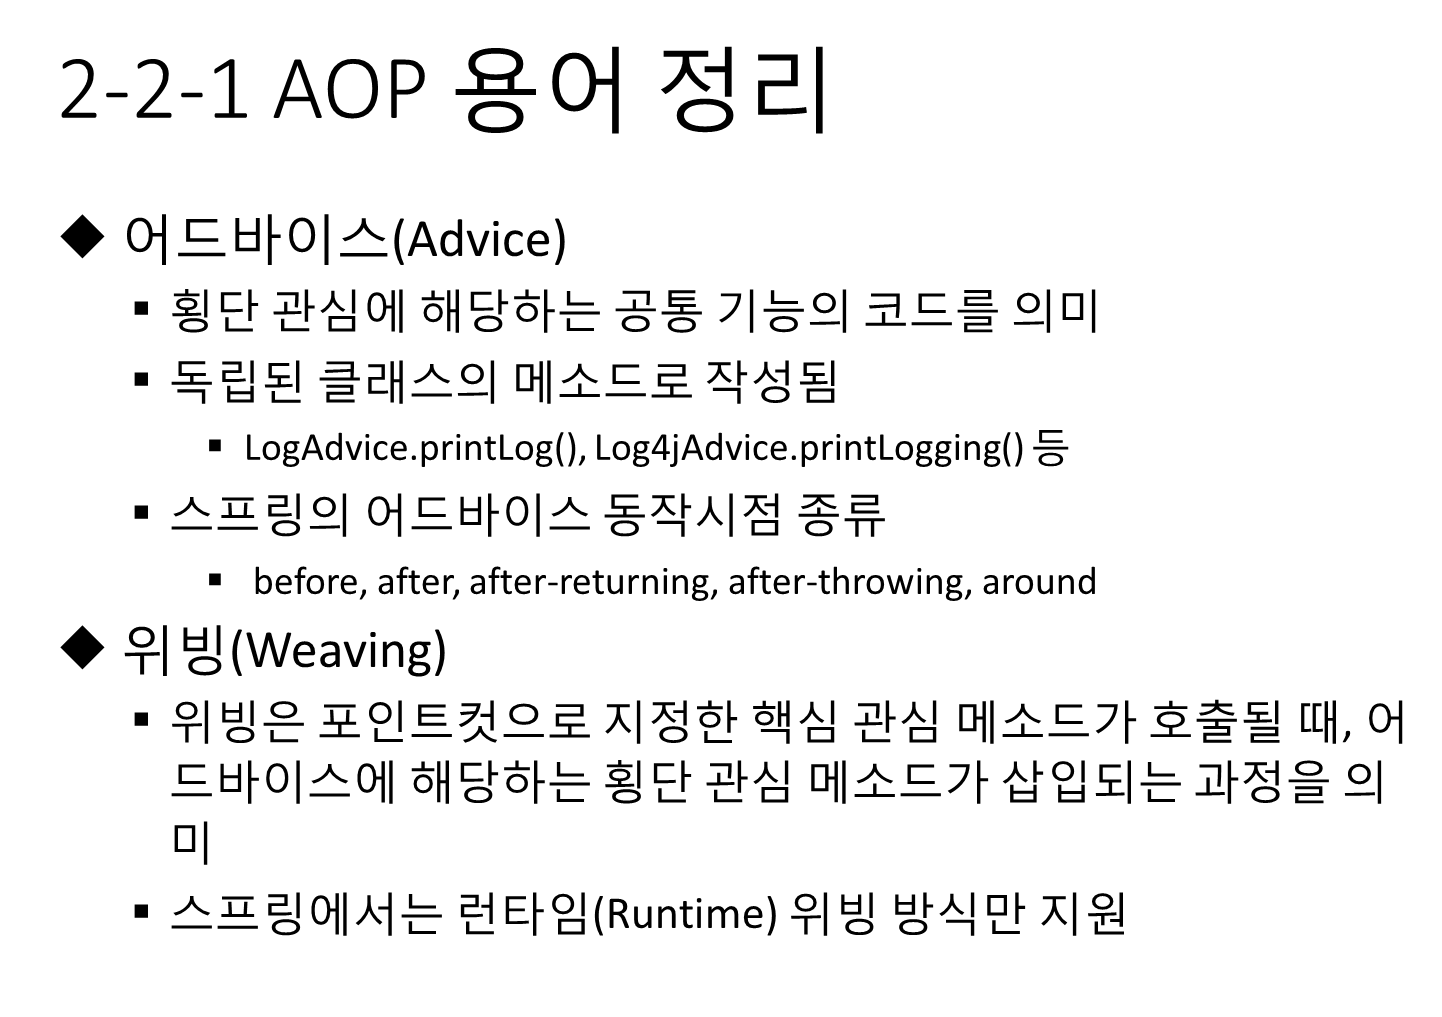 2-2-1 AOP 용어 정리
◆ 어드바이스(Advice)
▪ 횡단 관심에 해당하는 공통 기능의 코드를 의미
▪ 독립된 클래스의 메소드로 작성됨
▪ LogAdvice.printLog(), Log4jAdvice.printLogging() 등
▪ 스프링의 어드바이스 동작시점 종류
▪ before, after, after-returning, after-throwing, around
◆ 위빙(Weaving)
▪ 위빙은 포인트컷으로 지정한 핵심 관심 메소드가 호출될 때, 어
드바이스에 해당하는 횡단 관심 메소드가 삽입되는 과정을 의
미
▪ 스프링에서는 런타임(Runtime) 위빙 방식만 지원